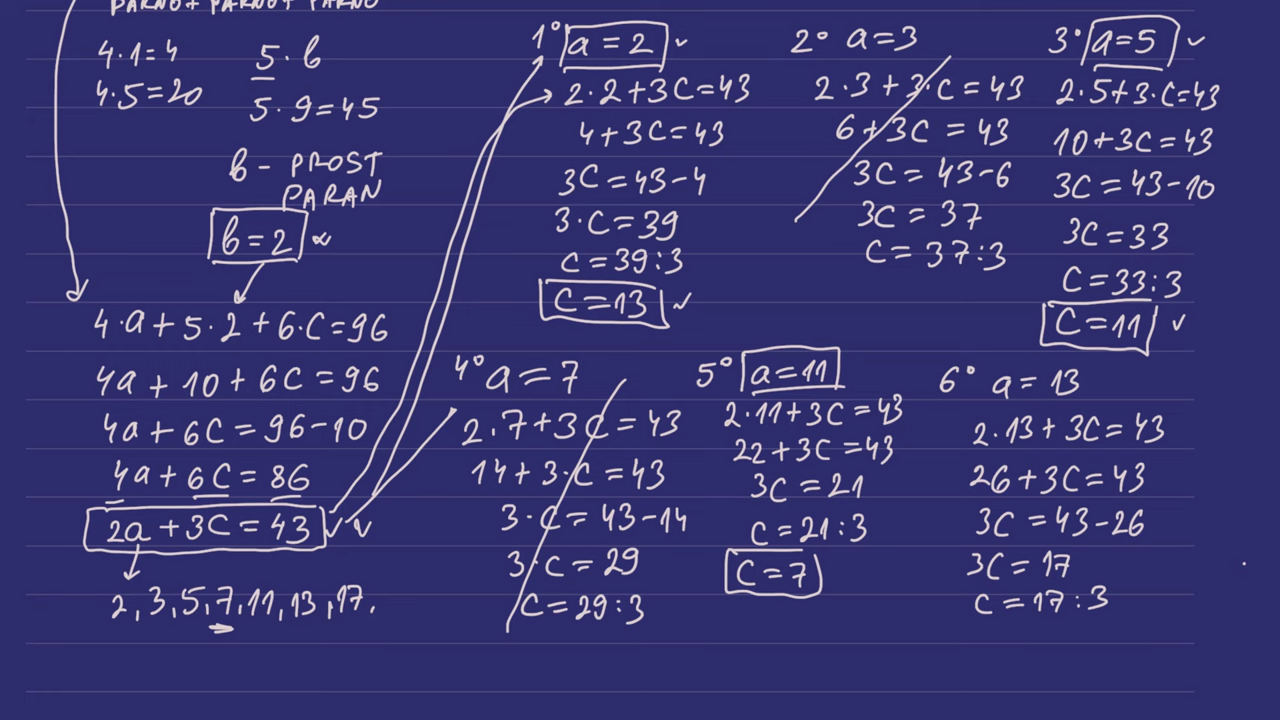 PARNO + PARNO + PARNO
4·1=4
4·5=20
5·b
5·9=45
b - PROST
PARAN
b=2
4·a+5·2+6·C=96
4a+10+6C=96
4a+6C=96-10
4a+6C=86
2a+3C=43
2,3,5,7,11,13,17.
1° a=2
2·2+3C=43
4+3C=43
3C=43-4
3·C=39
C=39:3
C=13
2° a=3
2·3+3·C=43
6+3C=43
3C=43-6
3C=37
C=37:3
3° a=5
2·5+3·C=43
10+3C=43
3C=43-10
3C=33
C=33:3
C=11
4° a=7
2·7+3C=43
14+3·C=43
3·C=43-14
3·C=29
C=29:3
5° a=11
2·11+3C=43
22+3C=43
3C=21
C=21:3
C=7
6° a=13
2·13+3C=43
26+3C=43
3C=43-26
3C=17
C=17:3